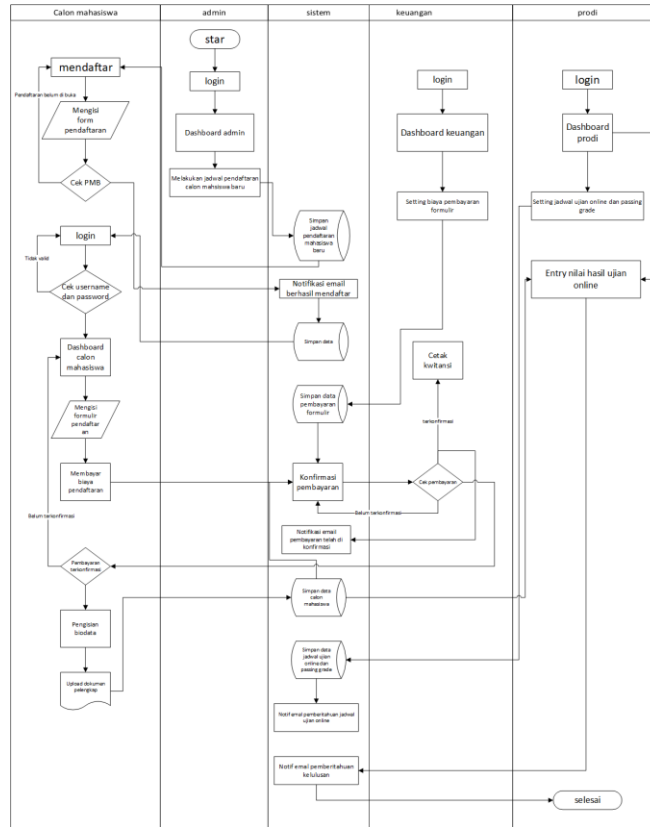 Calon mahasiswa
admin
sistem
keuangan
prodi
star
mendaftar
login
login
login
Pendaftaran belum di buka
Mengisi
form
pendaftaran
Dashboard admin
Dashboard keuangan
Dashboard
prodi
Cek PMB
Melakukan jadwal pendaftaran
calon mahsiswa baru
Setting biaya pembayaran
formulir
Setting jadwal ujian online dan passing
grade
Simpan
jadwal
pendaftaran
mahasiswa
baru
login
Tidak valid
Cek username
dan password
Notifikasi email
berhasil mendaftar
Entry nilai hasil ujian
online
Simpan data
Dashboard
calon
mahasiswa
Cetak
kwitansi
Mengisi
formulir
pendaftar
an
Simpan data
pembayaran
formulir
terkonfirmasi
Membayar
biaya
pendaftaran
Konfirmasi
pembayaran
Cek pembayaran
Belum terkonfirmasi
Belum terkonfirmasi
Notifikasi email
pembayaran telah di
konfirmasi
Pembayaran
terkonfirmasi
Simpan data
calon
mahasiswa
Pengisian
biodata
Simpan data
jadwal ujian
online dan
passing grade
Upload dokuman
pelengkap
Notif email pemberitahuan jadwal
ujian online
Notif email pemberitahuan
kelulusan
selesai